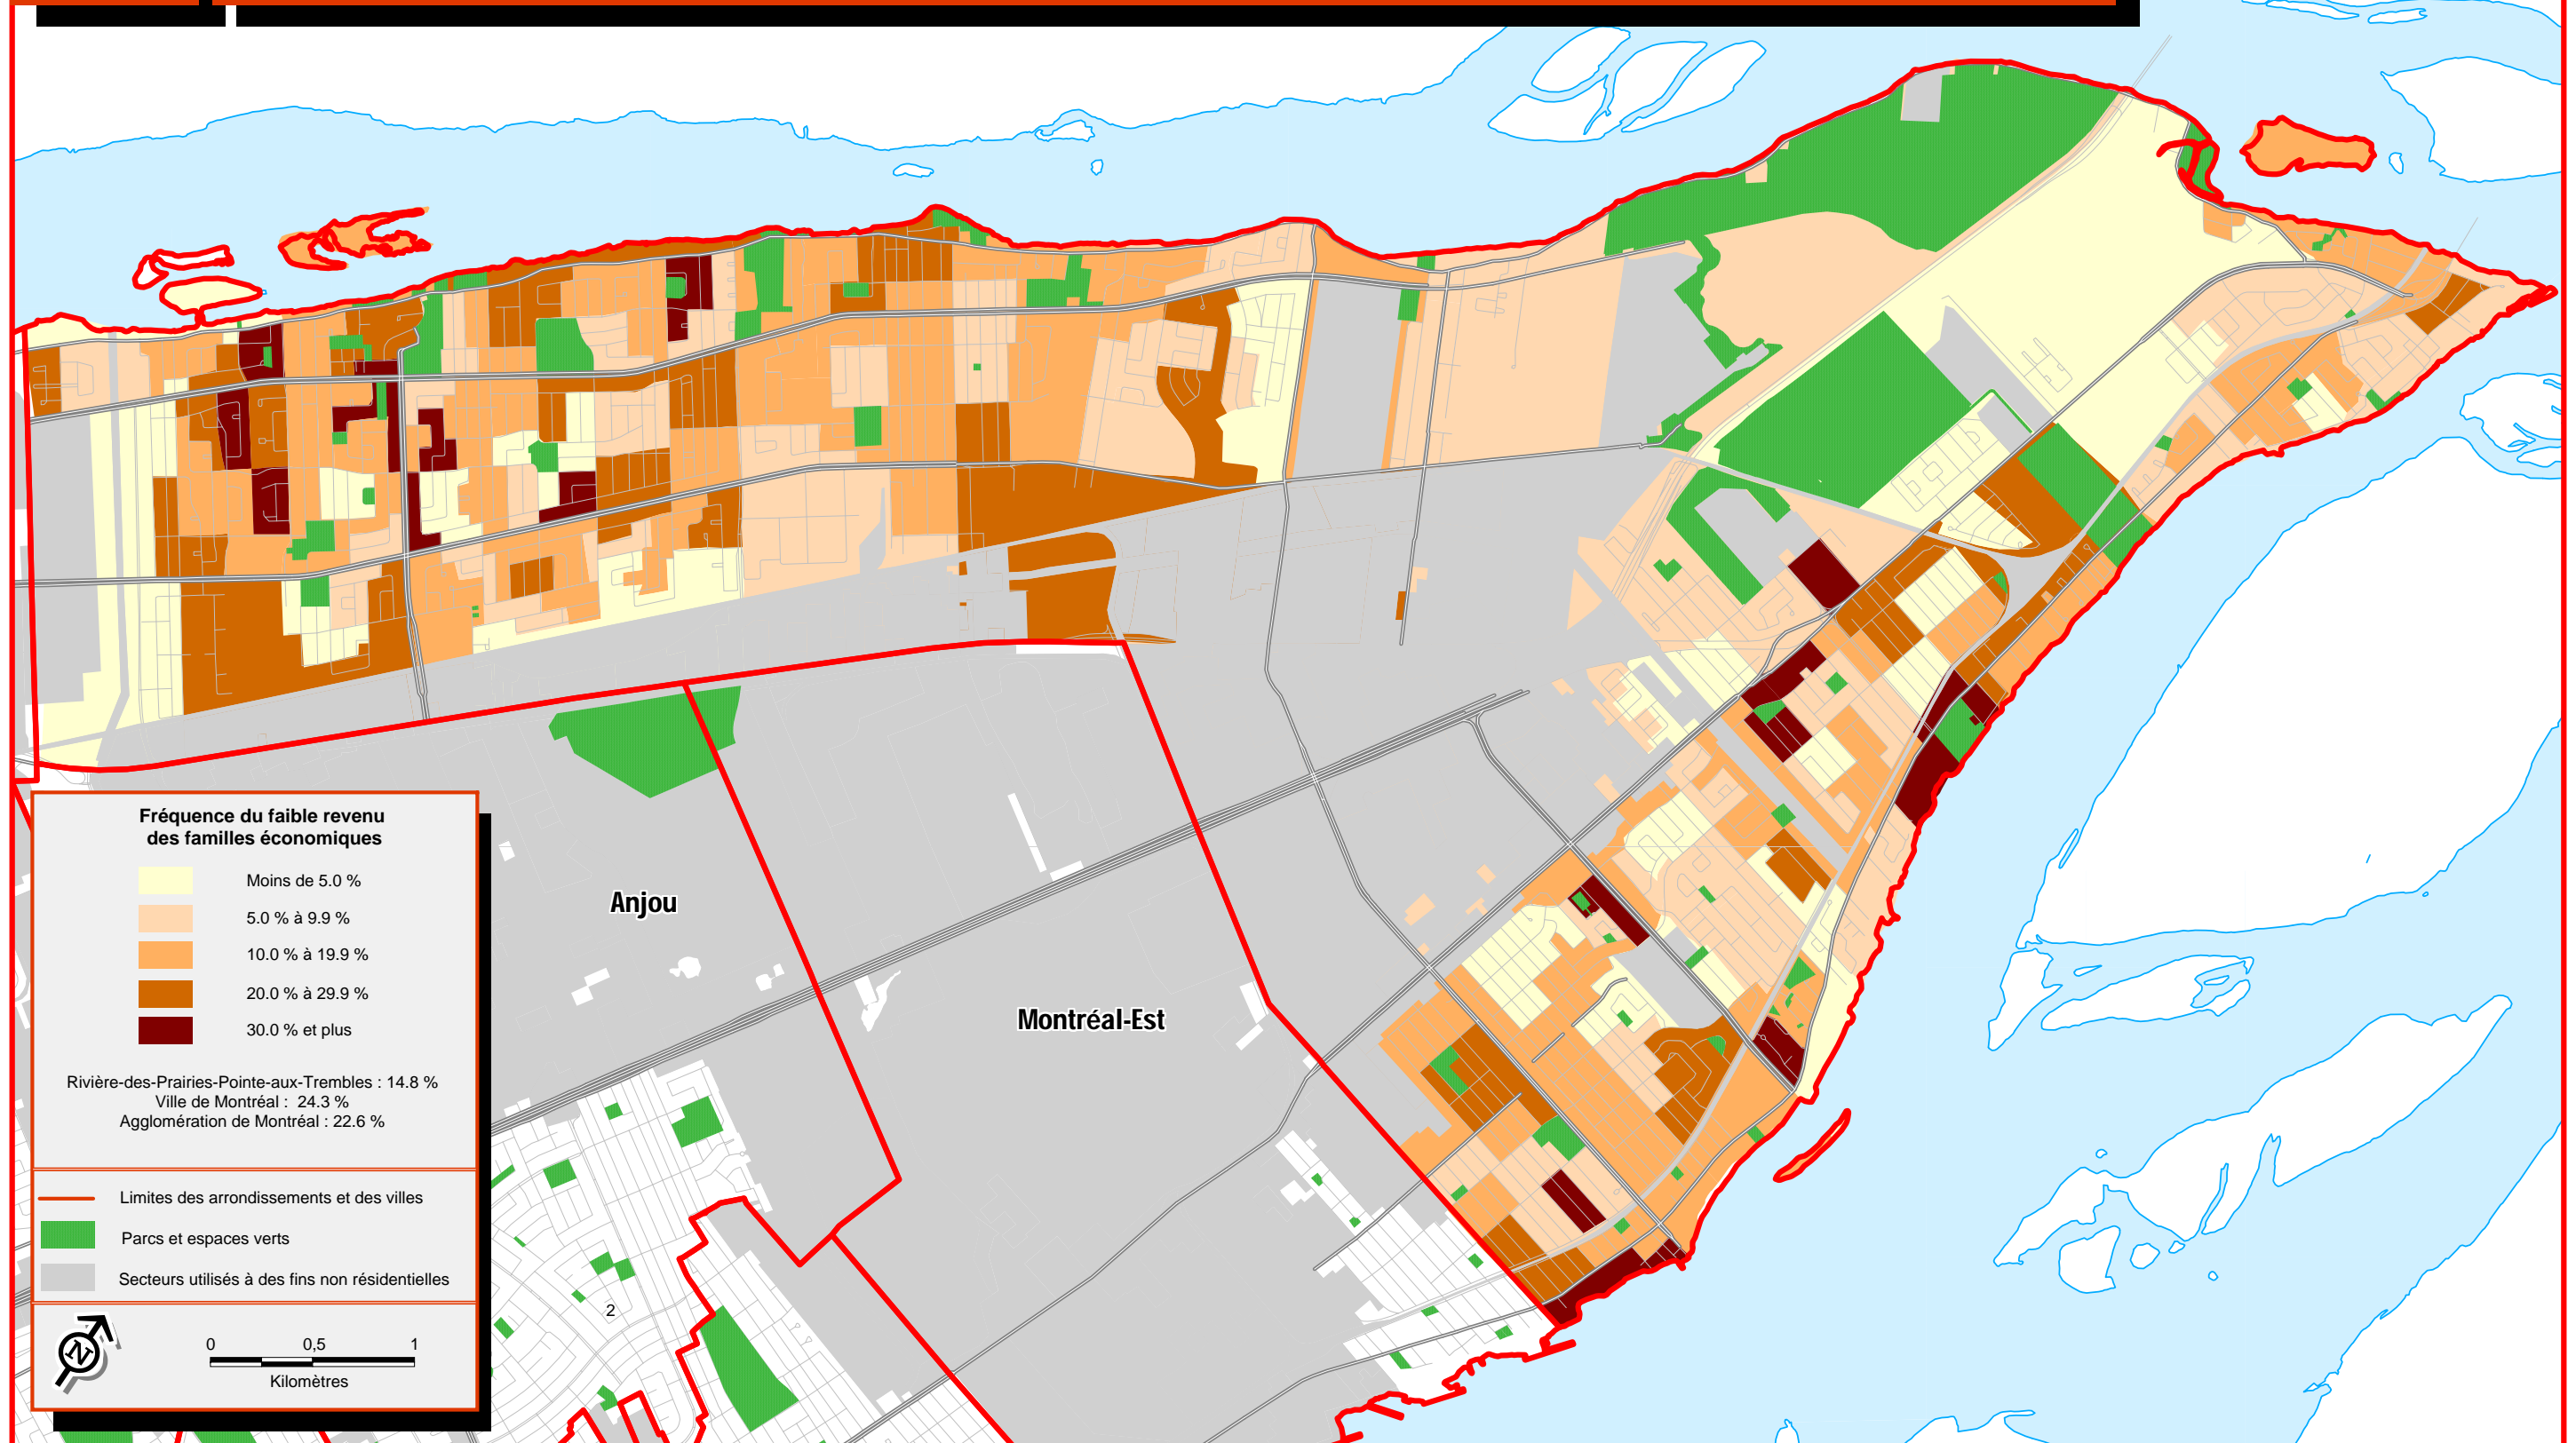 Anjou
Montréal-Est
2
Fréquence du faible revenu
des familles économiques
Moins de 5.0 %
5.0 % à 9.9 %
10.0 % à 19.9 %
20.0 % à 29.9 %
30.0 % et plus
Rivière-des-Prairies-Pointe-aux-Trembles : 14.8 %
Ville de Montréal : 24.3 %
Agglomération de Montréal : 22.6 %
Limites des arrondissements et des villes
Parcs et espaces verts
Secteurs utilisés à des fins non résidentielles
N
0 0,5 1
Kilomètres